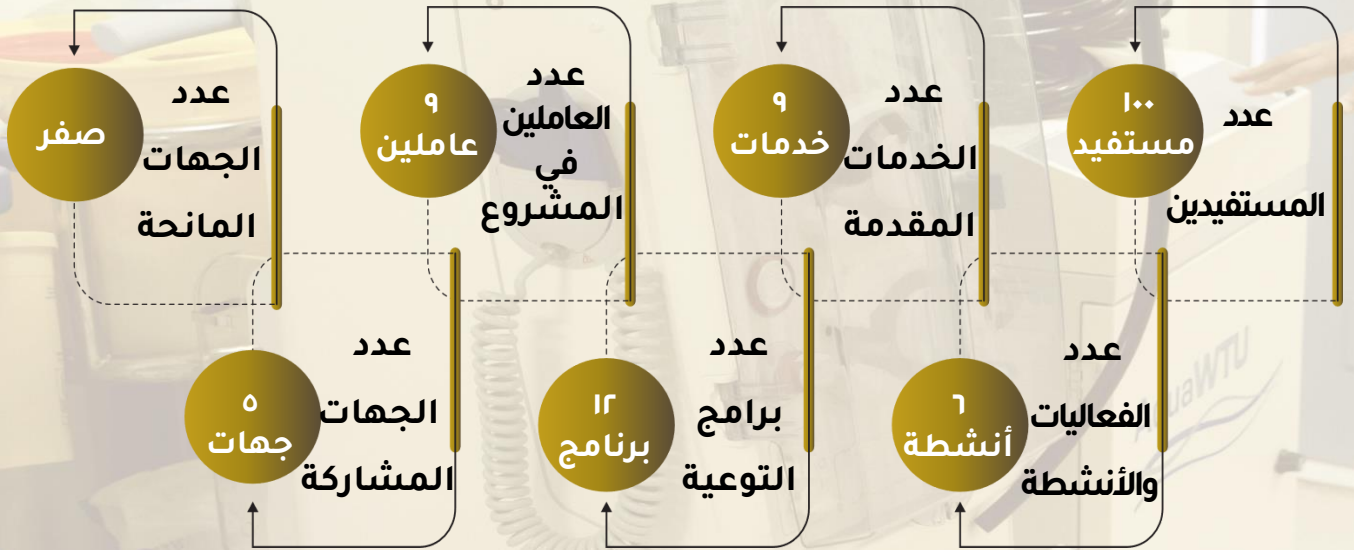 عدد
المستفيدين
١٠٠
مستفيد
عدد
الفعاليات
والأنشطة
٦
أنشطة
عدد
الخدمات
المقدمة
٩
خدمات
عدد
برامج
التوعية
١٢
برنامج
عدد
العاملين
في
المشروع
٩
عاملين
عدد
الجهات
المشاركة
٥
جهات
عدد
الجهات
المانحة
صفر